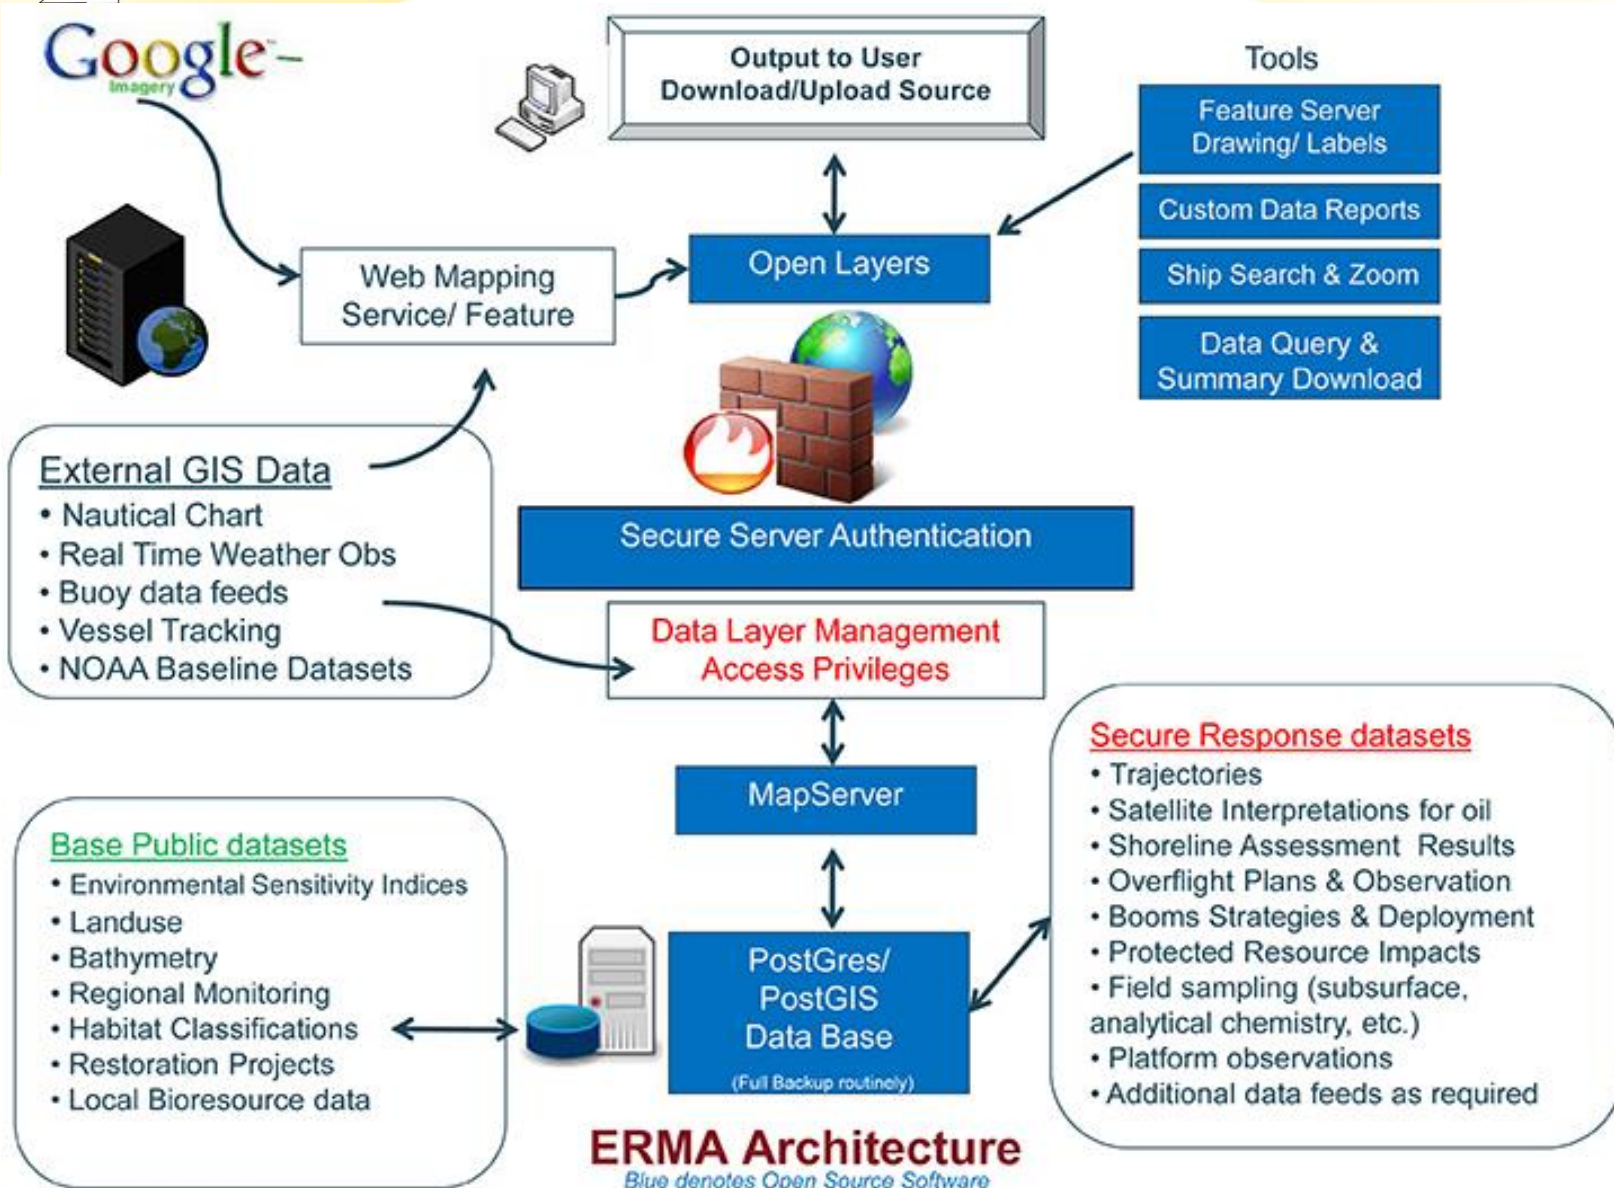 Google™
Imagery
Output to User
Download/Upload Source
Tools
Feature Server
Drawing/ Labels
Custom Data Reports
Ship Search & Zoom
Data Query &
Summary Download
Web Mapping
Service/ Feature
Open Layers
External GIS Data
• Nautical Chart
• Real Time Weather Obs
• Buoy data feeds
• Vessel Tracking
• NOAA Baseline Datasets
Secure Server Authentication
Data Layer Management
Access Privileges
MapServer
PostGres/
PostGIS
Data Base
(Full Backup routinely)
Base Public datasets
• Environmental Sensitivity Indices
• Landuse
• Bathymetry
• Regional Monitoring
• Habitat Classifications
• Restoration Projects
• Local Bioresource data
Secure Response datasets
• Trajectories
• Satellite Interpretations for oil
• Shoreline Assessment Results
• Overflight Plans & Observation
• Booms Strategies & Deployment
• Protected Resource Impacts
• Field sampling (subsurface,
analytical chemistry, etc.)
• Platform observations
• Additional data feeds as required
ERMA Architecture
Blue denotes Open Source Software